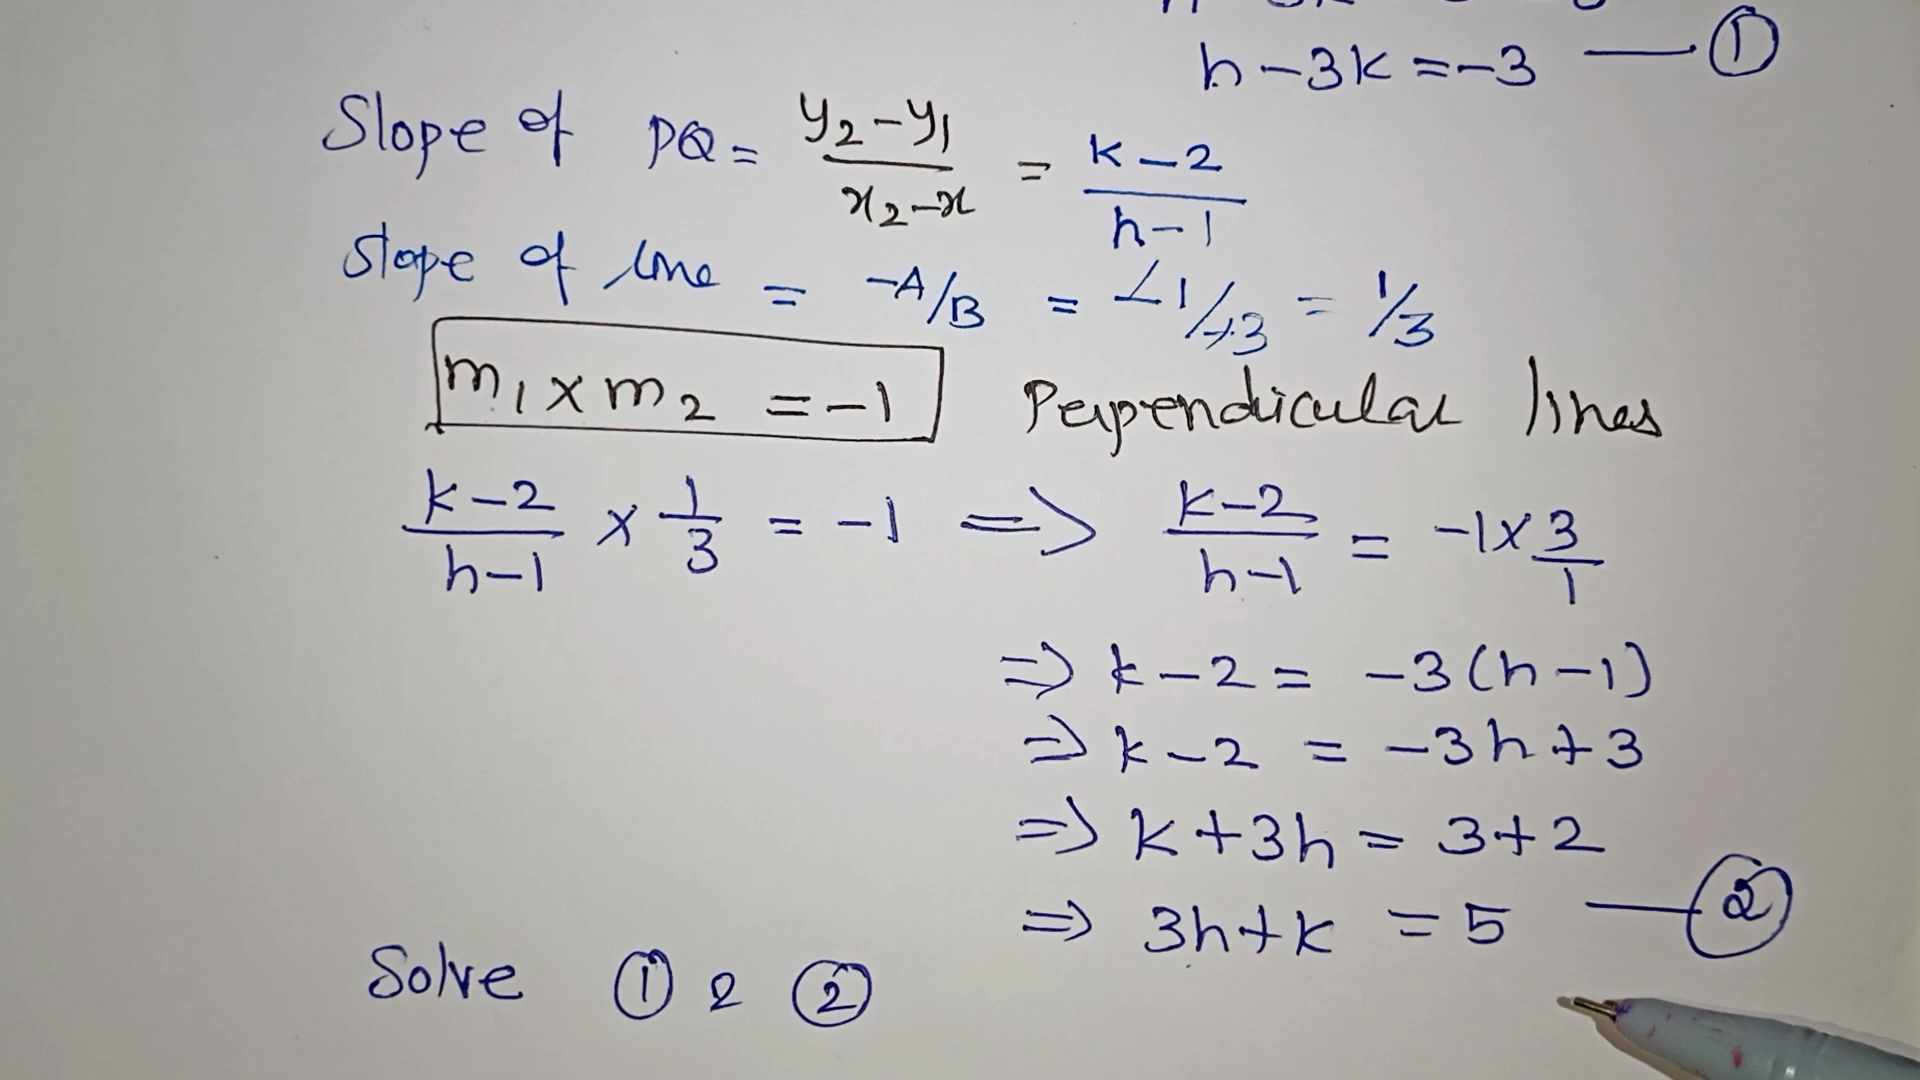 h-3k=-3 — ①
Slope of PQ = y2-y1/x2-x = k-2/h-1
Slope of line = -A/B = -1/-3 = 1/3
m1 x m2 = -1 Perpendicular lines
k-2/h-1 x 1/3 = -1 => k-2/h-1 = -1x3/1
=> k-2 = -3(h-1)
=> k-2 = -3h+3
=> k+3h = 3+2
=> 3h+k = 5 — ②
Solve ① & ②